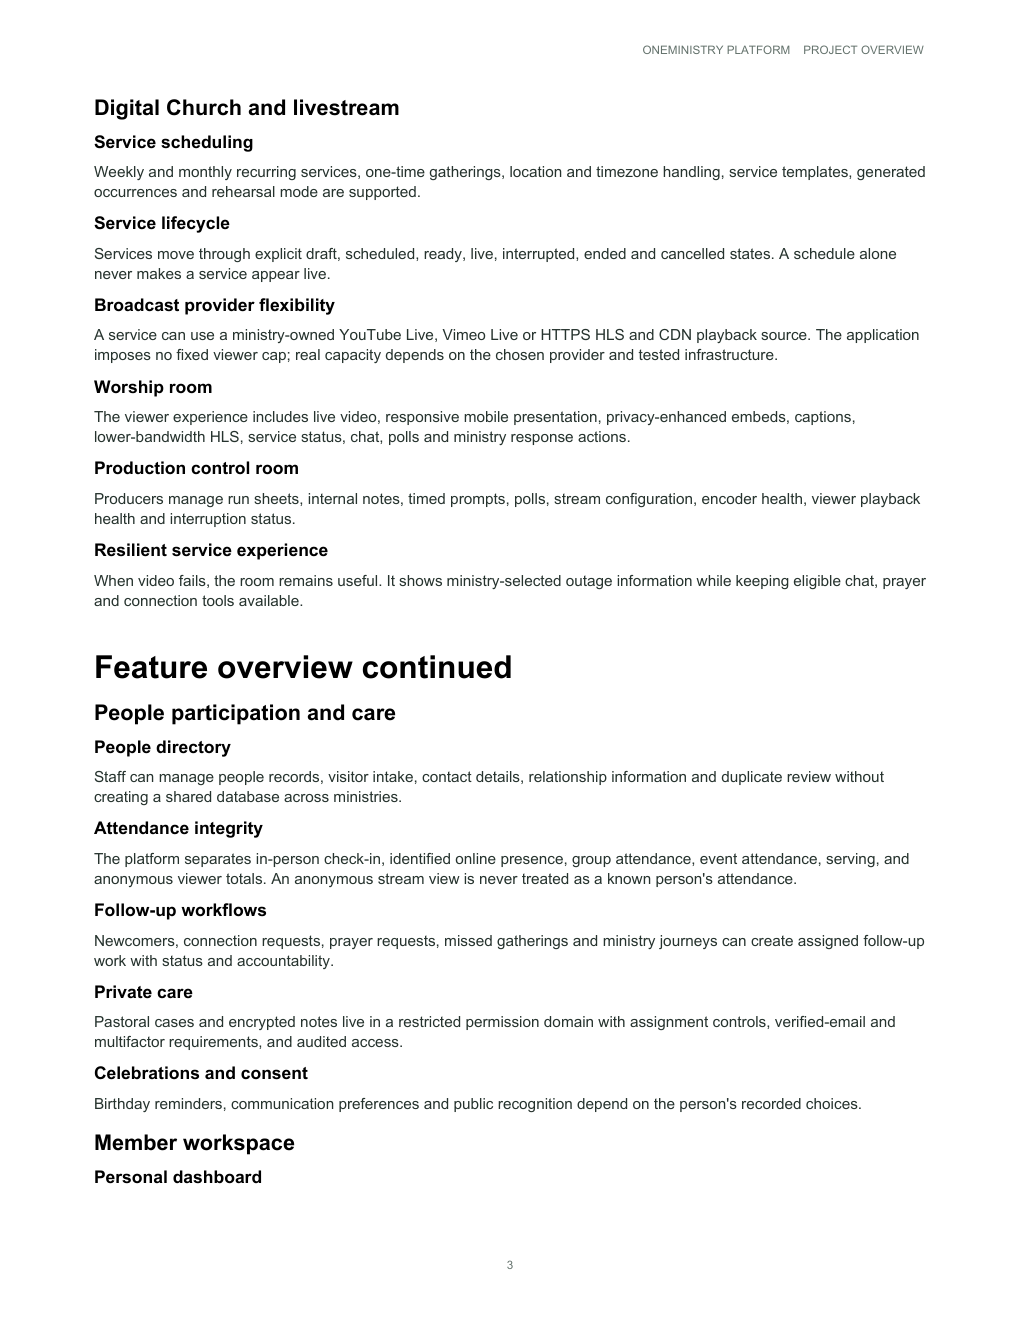 ONEMINISTRY PLATFORM PROJECT OVERVIEW
Digital Church and livestream
Service scheduling
Weekly and monthly recurring services, one-time gatherings, location and timezone handling, service templates, generated
occurrences and rehearsal mode are supported.
Service lifecycle
Services move through explicit draft, scheduled, ready, live, interrupted, ended and cancelled states. A schedule alone
never makes a service appear live.
Broadcast provider flexibility
A service can use a ministry-owned YouTube Live, Vimeo Live or HTTPS HLS and CDN playback source. The application
imposes no fixed viewer cap; real capacity depends on the chosen provider and tested infrastructure.
Worship room
The viewer experience includes live video, responsive mobile presentation, privacy-enhanced embeds, captions,
lower-bandwidth HLS, service status, chat, polls and ministry response actions.
Production control room
Producers manage run sheets, internal notes, timed prompts, polls, stream configuration, encoder health, viewer playback
health and interruption status.
Resilient service experience
When video fails, the room remains useful. It shows ministry-selected outage information while keeping eligible chat, prayer
and connection tools available.
Feature overview continued
People participation and care
People directory
Staff can manage people records, visitor intake, contact details, relationship information and duplicate review without
creating a shared database across ministries.
Attendance integrity
The platform separates in-person check-in, identified online presence, group attendance, event attendance, serving, and
anonymous viewer totals. An anonymous stream view is never treated as a known person's attendance.
Follow-up workflows
Newcomers, connection requests, prayer requests, missed gatherings and ministry journeys can create assigned follow-up
work with status and accountability.
Private care
Pastoral cases and encrypted notes live in a restricted permission domain with assignment controls, verified-email and
multifactor requirements, and audited access.
Celebrations and consent
Birthday reminders, communication preferences and public recognition depend on the person's recorded choices.
Member workspace
Personal dashboard
3